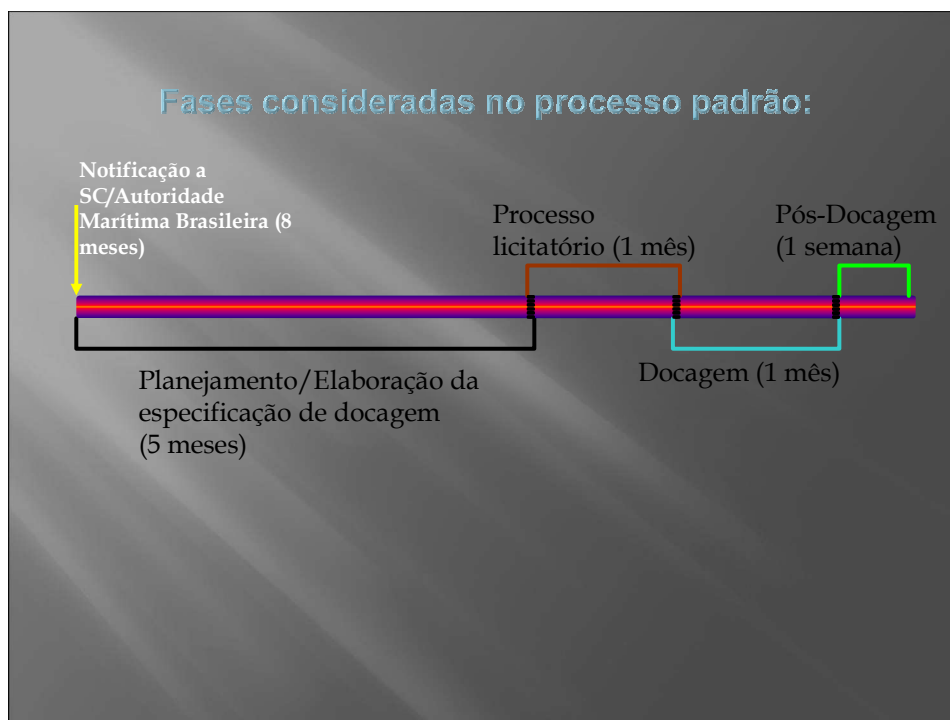 Fases consideradas no processo padrão:
Notificação a
SC/Autoridade
Marítima Brasileira (8
meses)
Processo
licitatório (1 mês)
Pós-Docagem
(1 semana)
Planejamento/Elaboração da
especificação de docagem
(5 meses)
Docagem (1 mês)